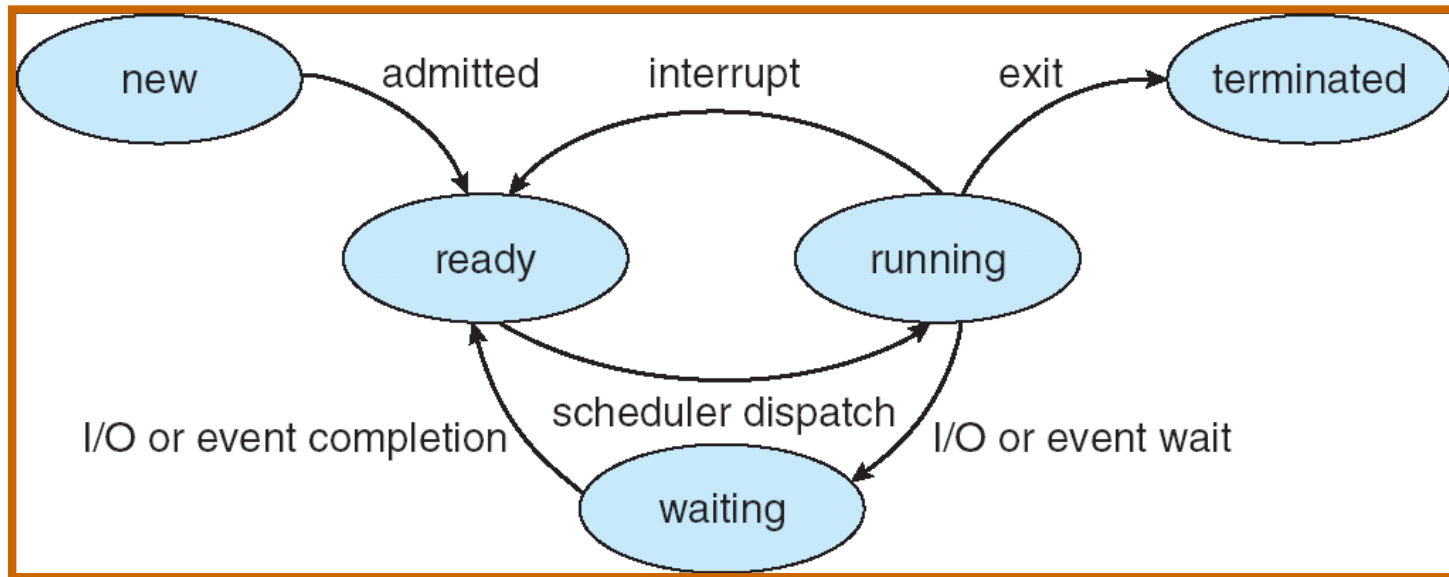 new
admitted
interrupt
exit
terminated
ready
running
scheduler dispatch
I/O or event completion
I/O or event wait
waiting